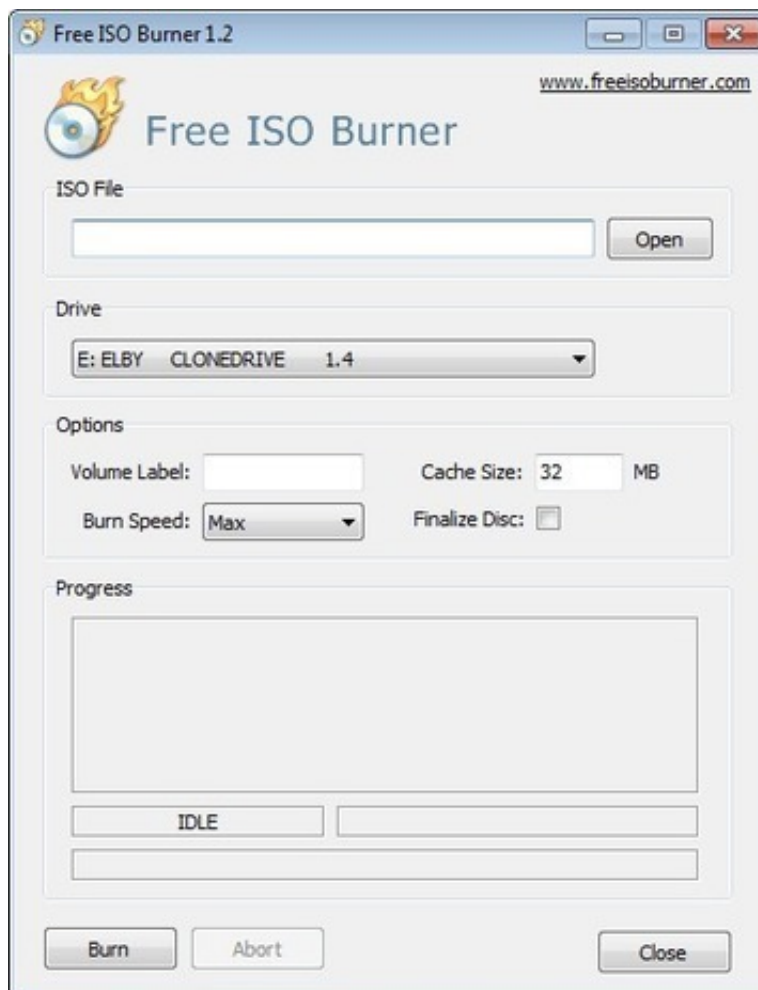 Free ISO Burner 1.2
www.freeisoburner.com
Free ISO Burner
ISO File
Open
Drive
E: ELBY CLONEDRIVE 1.4
Options
Volume Label: Cache Size: 32 MB
Burn Speed: Max Finalize Disc:
Progress
IDLE
Burn Abort Close